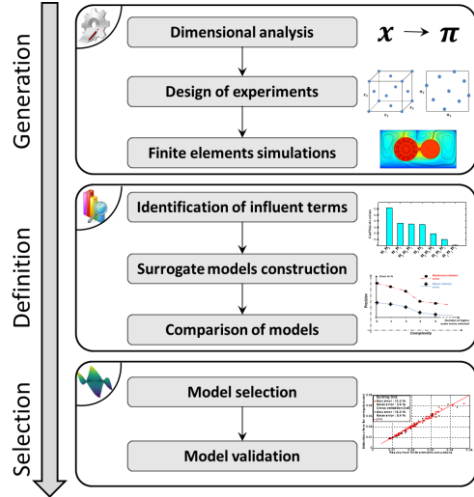 Generation
Dimensional analysis
x → π
Design of experiments
Finite elements simulations
Definition
Identification of influent terms
Surrogate models construction
Comparison of models
Complexity
Selection
Model selection
Model validation